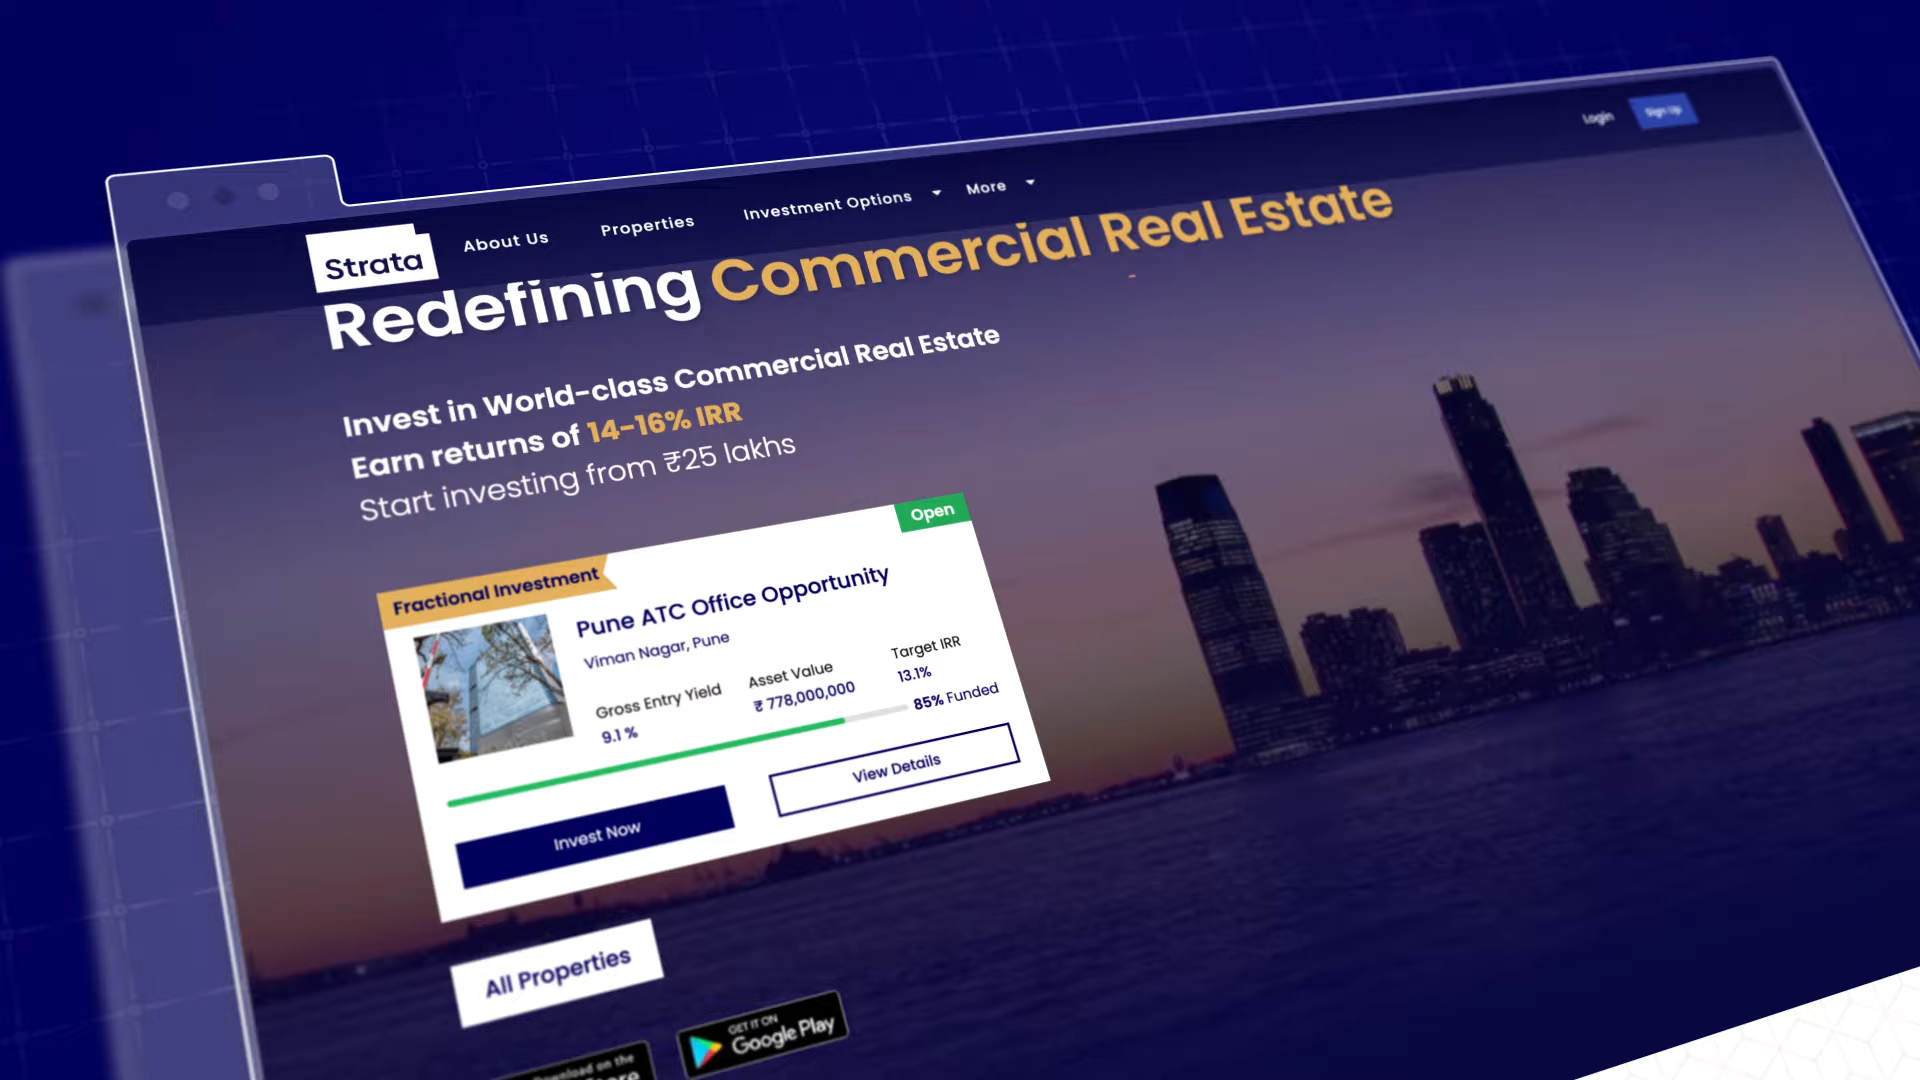 Login
Sign Up
Strata
About Us
Properties
Investment Options
More
Redefining Commercial Real Estate
Invest in World-class Commercial Real Estate
Earn returns of 14-16% IRR
Start investing from ₹25 lakhs
Open
Fractional Investment
Pune ATC Office Opportunity
Viman Nagar, Pune
Gross Entry Yield
9.1 %
Asset Value
₹ 778,000,000
Target IRR
13.1%
85% Funded
Invest Now
View Details
All Properties
GET IT ON
Google Play
on the